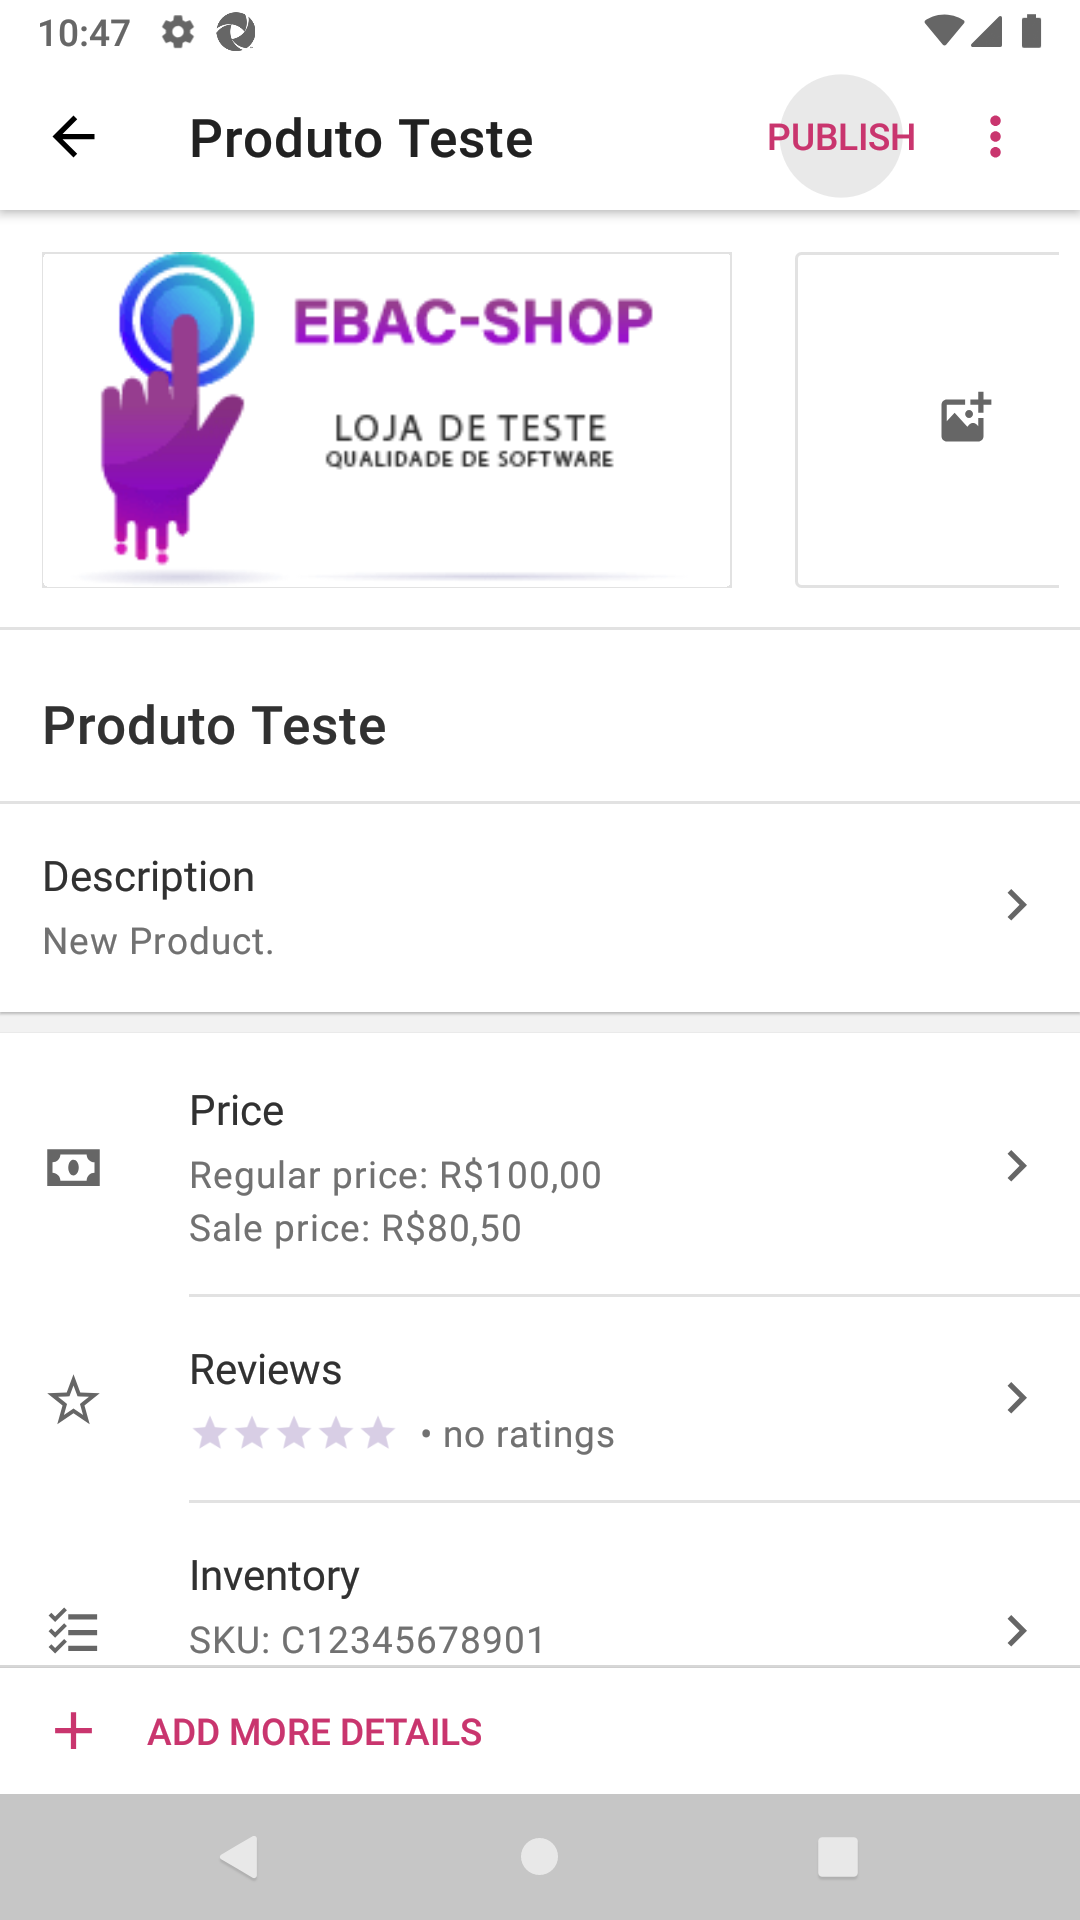 10:47
Produto Teste
PUBLISH
EBAC-SHOP
LOJA DE TESTE
QUALIDADE DE SOFTWARE
Produto Teste
Description
New Product.
Price
Regular price: R$100,00
Sale price: R$80,50
Reviews
• no ratings
Inventory
SKU: C12345678901
ADD MORE DETAILS